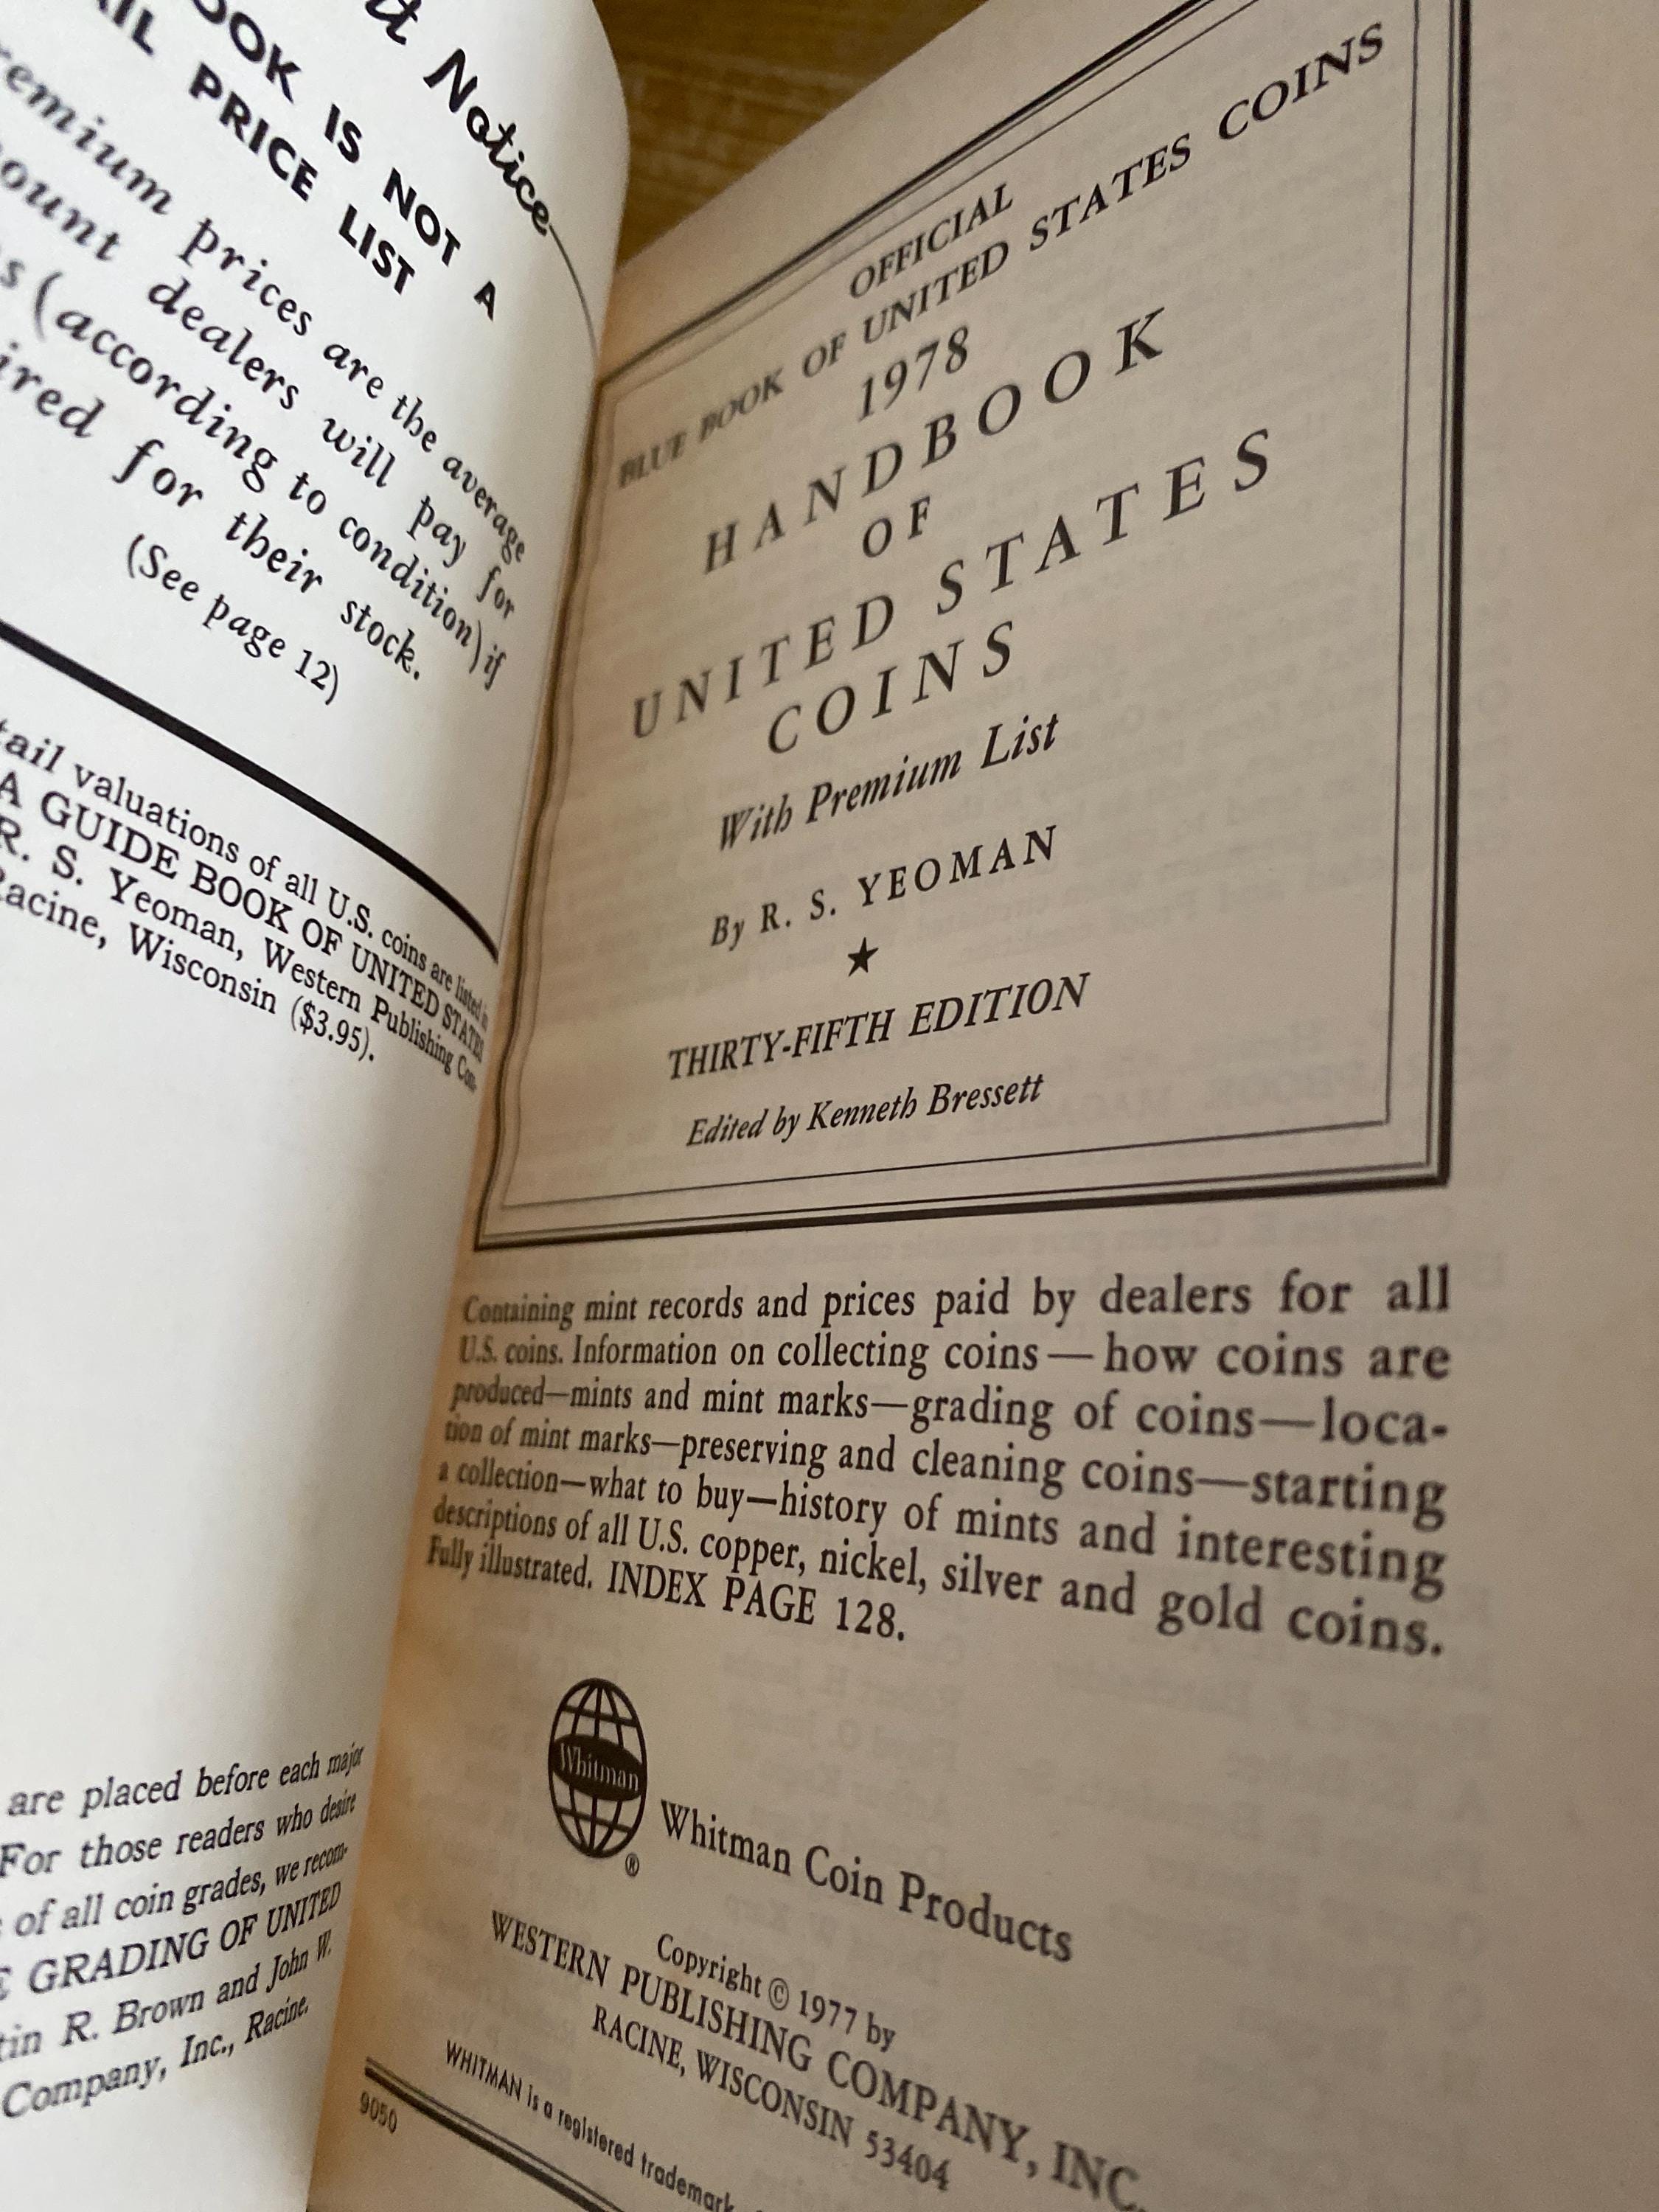 t Notice
OOK IS NOT A
AIL PRICE LIST
remium prices are the average
ount dealers will pay for
s (according to condition) if
ired for their stock.
(See page 12)
tail valuations of all U.S. coins are listed in
A GUIDE BOOK OF UNITED STATES
R. S. Yeoman, Western Publishing Com-
Racine, Wisconsin ($3.95).
are placed before each major
For those readers who desire
of all coin grades, we recom-
E GRADING OF UNITED
tin R. Brown and John W.
Company, Inc., Racine,
OFFICIAL
BLUE BOOK OF UNITED STATES COINS
1978
HANDBOOK
OF
UNITED STATES
COINS
With Premium List
By R. S. YEOMAN
★
THIRTY-FIFTH EDITION
Edited by Kenneth Bressett
Containing mint records and prices paid by dealers for all
U.S. coins. Information on collecting coins—how coins are
produced—mints and mint marks—grading of coins—loca-
tion of mint marks—preserving and cleaning coins—starting
a collection—what to buy—history of mints and interesting
descriptions of all U.S. copper, nickel, silver and gold coins.
Fully illustrated. INDEX PAGE 128.
Whitman
®
Whitman Coin Products
Copyright © 1977 by
WESTERN PUBLISHING COMPANY, INC.
RACINE, WISCONSIN 53404
WHITMAN is a registered trademark
9050